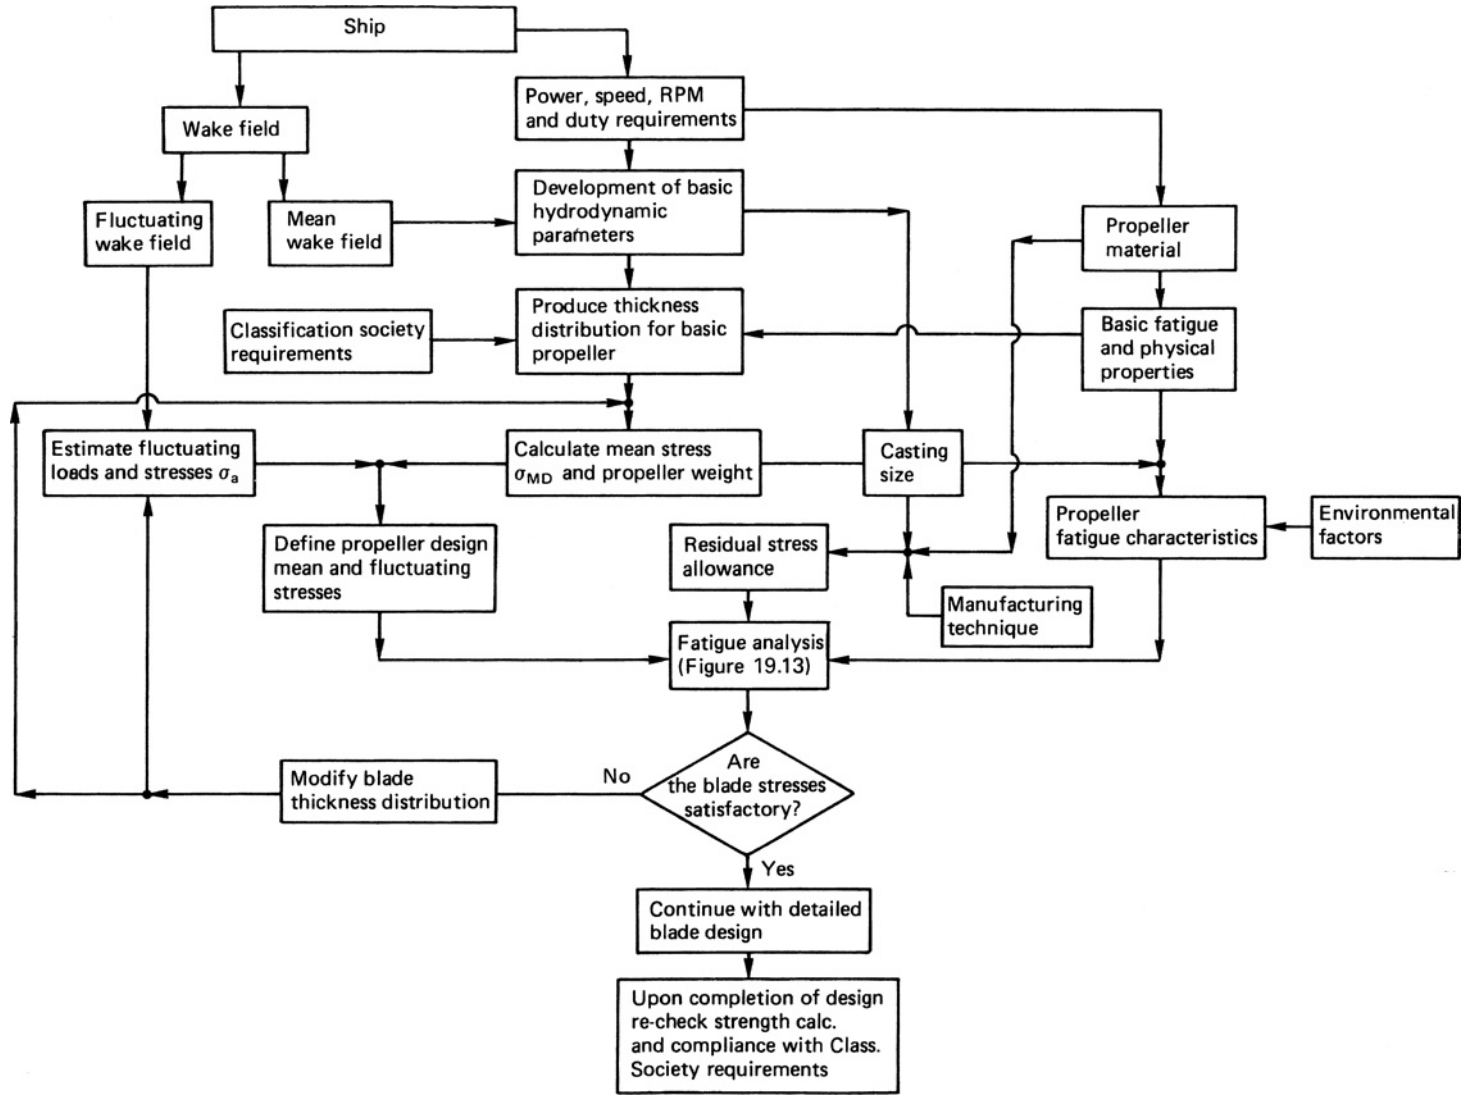 Ship
Power, speed, RPM
and duty requirements
Wake field
Development of basic
hydrodynamic
parameters
Fluctuating
wake field
Mean
wake field
Propeller
material
Produce thickness
distribution for basic
propeller
Classification society
requirements
Basic fatigue
and physical
properties
Estimate fluctuating
loads and stresses σa
Calculate mean stress
σMD and propeller weight
Casting
size
Propeller
fatigue characteristics
Environmental
factors
Define propeller design
mean and fluctuating
stresses
Residual stress
allowance
Manufacturing
technique
Fatigue analysis
(Figure 19.13)
Are
the blade stresses
satisfactory?
No
Modify blade
thickness distribution
Yes
Continue with detailed
blade design
Upon completion of design
re-check strength calc.
and compliance with Class.
Society requirements